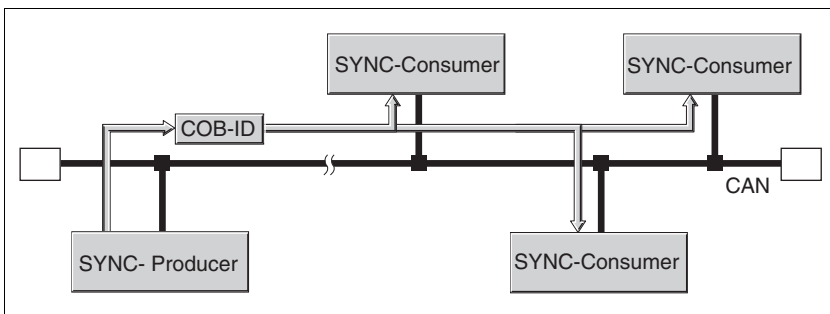 SYNC-Consumer
SYNC-Consumer
COB-ID
CAN
SYNC- Producer
SYNC-Consumer